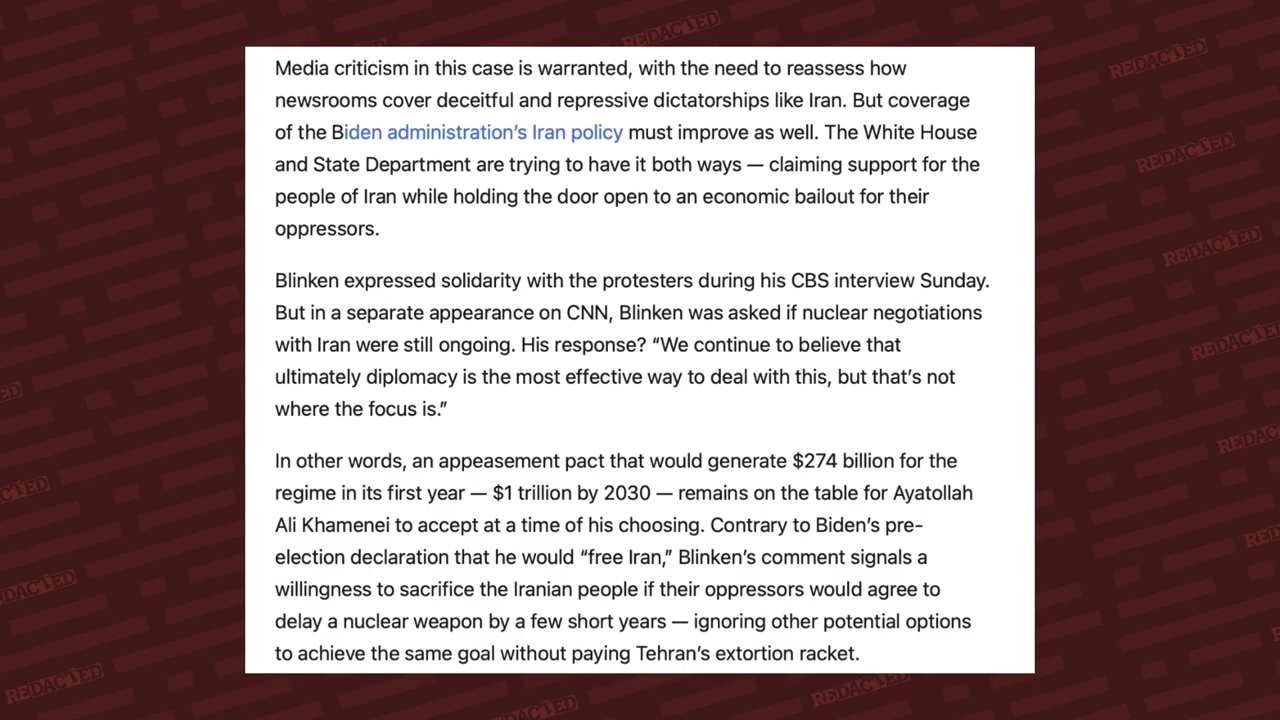 REDACTED
REDACTED
Media criticism in this case is warranted, with the need to reassess how
newsrooms cover deceitful and repressive dictatorships like Iran. But coverage
of the Biden administration’s Iran policy must improve as well. The White House
and State Department are trying to have it both ways — claiming support for the
people of Iran while holding the door open to an economic bailout for their
oppressors.
Blinken expressed solidarity with the protesters during his CBS interview Sunday.
But in a separate appearance on CNN, Blinken was asked if nuclear negotiations
with Iran were still ongoing. His response? “We continue to believe that
ultimately diplomacy is the most effective way to deal with this, but that’s not
where the focus is.”
In other words, an appeasement pact that would generate $274 billion for the
regime in its first year — $1 trillion by 2030 — remains on the table for Ayatollah
Ali Khamenei to accept at a time of his choosing. Contrary to Biden’s pre-
election declaration that he would “free Iran,” Blinken’s comment signals a
willingness to sacrifice the Iranian people if their oppressors would agree to
delay a nuclear weapon by a few short years — ignoring other potential options
to achieve the same goal without paying Tehran’s extortion racket.
REDACTED
REDACTED
REDACTED
REDACTED
REDACTED
REDACTED